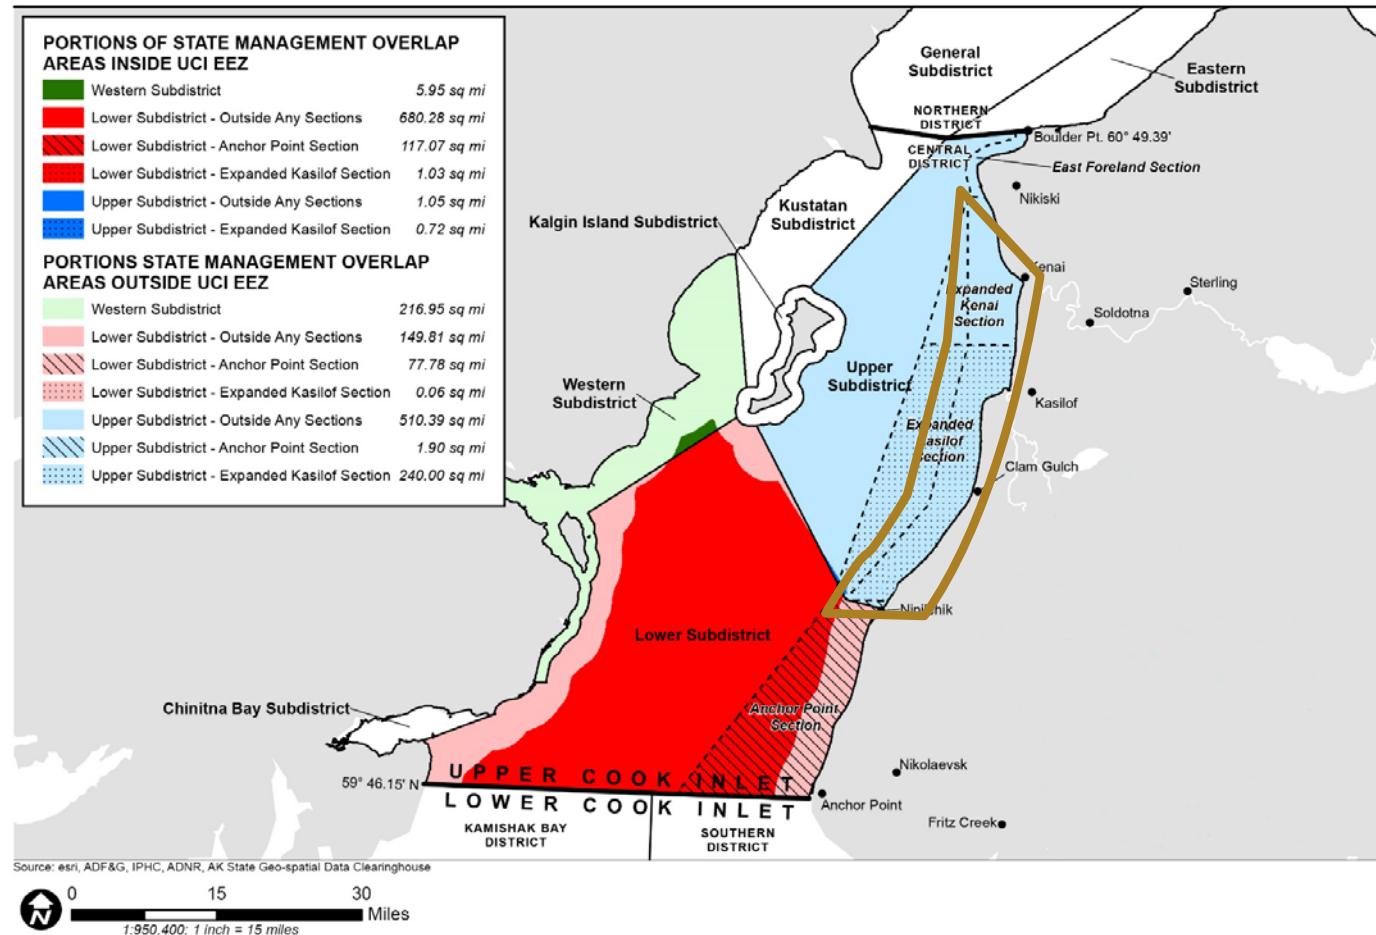 PORTIONS OF STATE MANAGEMENT OVERLAP
AREAS INSIDE UCI EEZ
Western Subdistrict 5.95 sq mi
Lower Subdistrict - Outside Any Sections 680.28 sq mi
Lower Subdistrict - Anchor Point Section 117.07 sq mi
Lower Subdistrict - Expanded Kasilof Section 1.03 sq mi
Upper Subdistrict - Outside Any Sections 1.05 sq mi
Upper Subdistrict - Expanded Kasilof Section 0.72 sq mi
PORTIONS STATE MANAGEMENT OVERLAP
AREAS OUTSIDE UCI EEZ
Western Subdistrict 216.95 sq mi
Lower Subdistrict - Outside Any Sections 149.81 sq mi
Lower Subdistrict - Anchor Point Section 77.78 sq mi
Lower Subdistrict - Expanded Kasilof Section 0.06 sq mi
Upper Subdistrict - Outside Any Sections 510.39 sq mi
Upper Subdistrict - Anchor Point Section 1.90 sq mi
Upper Subdistrict - Expanded Kasilof Section 240.00 sq mi
General
Subdistrict
Eastern
Subdistrict
NORTHERN
DISTRICT
Boulder Pt. 60° 49.39'
CENTRAL
DISTRICT
East Foreland Section
Nikiski
Kustatan
Subdistrict
Kalgin Island Subdistrict
Kenai
Sterling
Expanded
Kenai
Section
Soldotna
Upper
Subdistrict
Western
Subdistrict
Kasilof
Expanded
Kasilof
Section
Clam Gulch
Ninilchik
Lower Subdistrict
Chinitna Bay Subdistrict
Anchor Point
Section
Nikolaevsk
59° 46.15' N
UPPER COOK INLET
LOWER COOK INLET
Anchor Point
KAMISHAK BAY
DISTRICT
SOUTHERN
DISTRICT
Fritz Creek
Source: esri, ADF&G, IPHC, ADNR, AK State Geo-spatial Data Clearinghouse
N
0 15 30
Miles
1:950,400; 1 inch = 15 miles